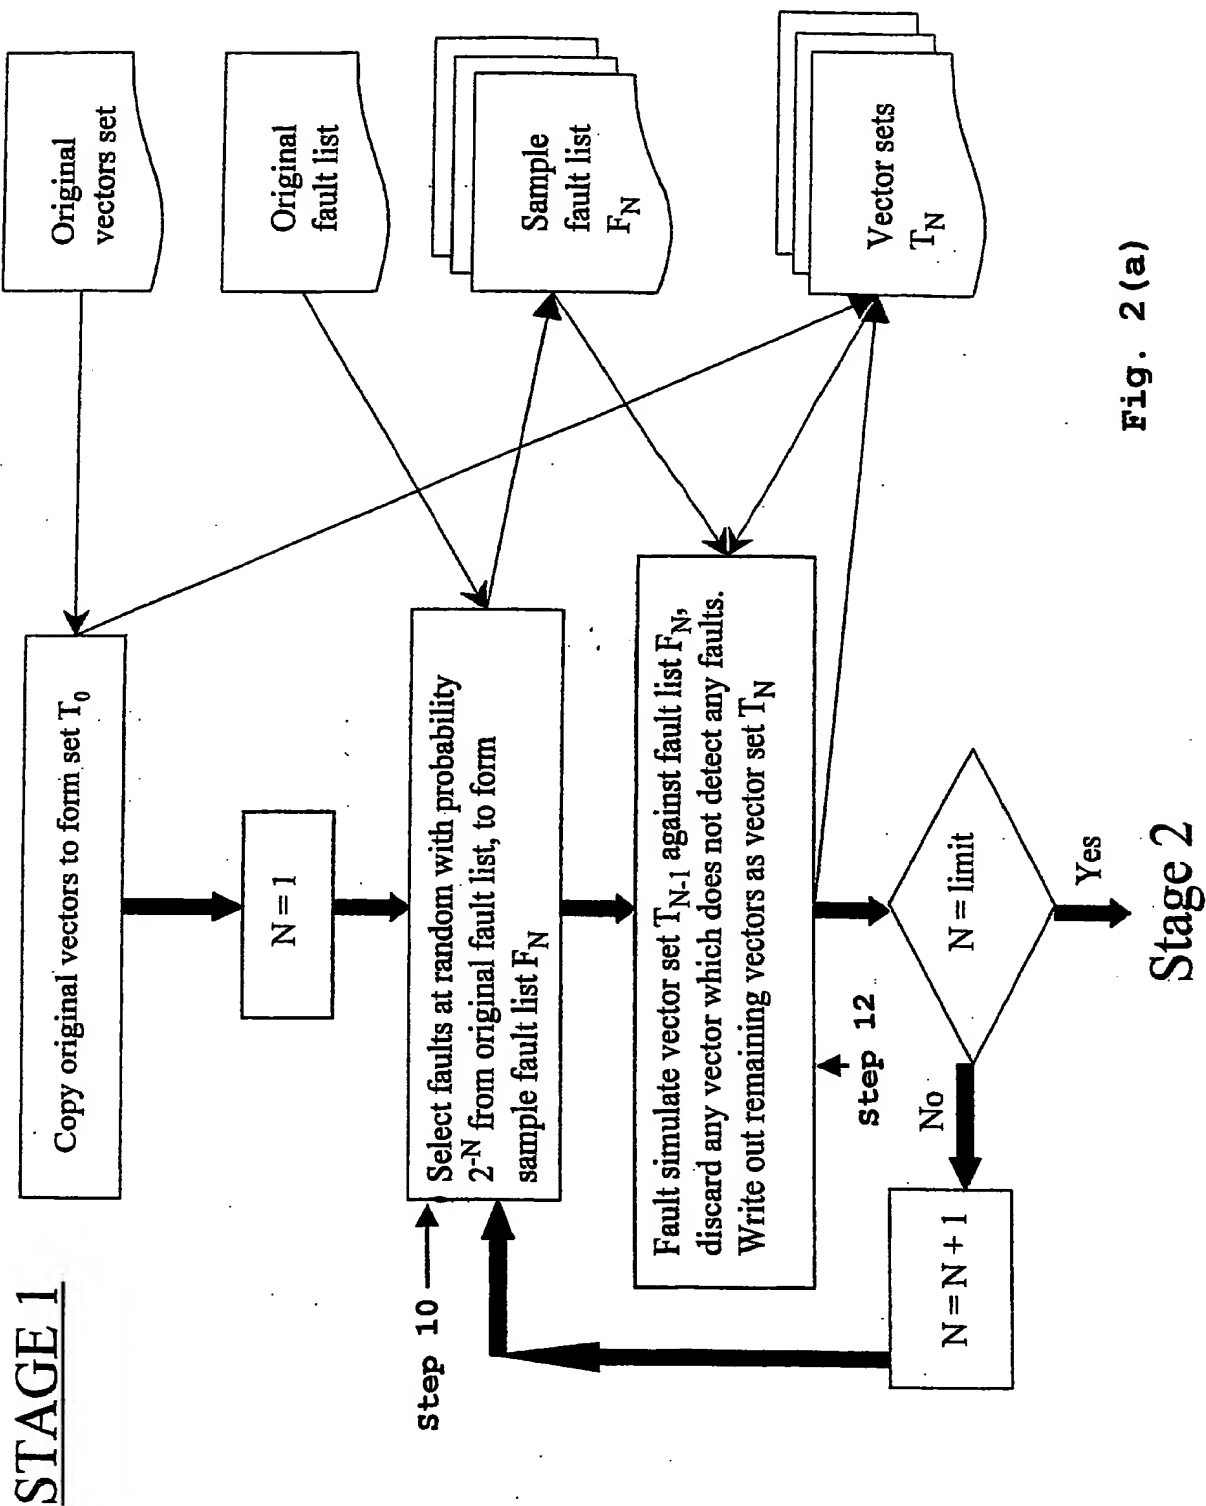 STAGE 1
Copy original vectors to form set T0
Original
vectors set
N = 1
Original
fault list
Step 10
Select faults at random with probability
2-N from original fault list, to form
sample fault list FN
Sample
fault list
FN
Fault simulate vector set TN-1 against fault list FN,
discard any vector which does not detect any faults.
Write out remaining vectors as vector set TN
Step 12
Vector sets
TN
N = limit
No
Yes
N = N + 1
Stage 2
Fig. 2(a)